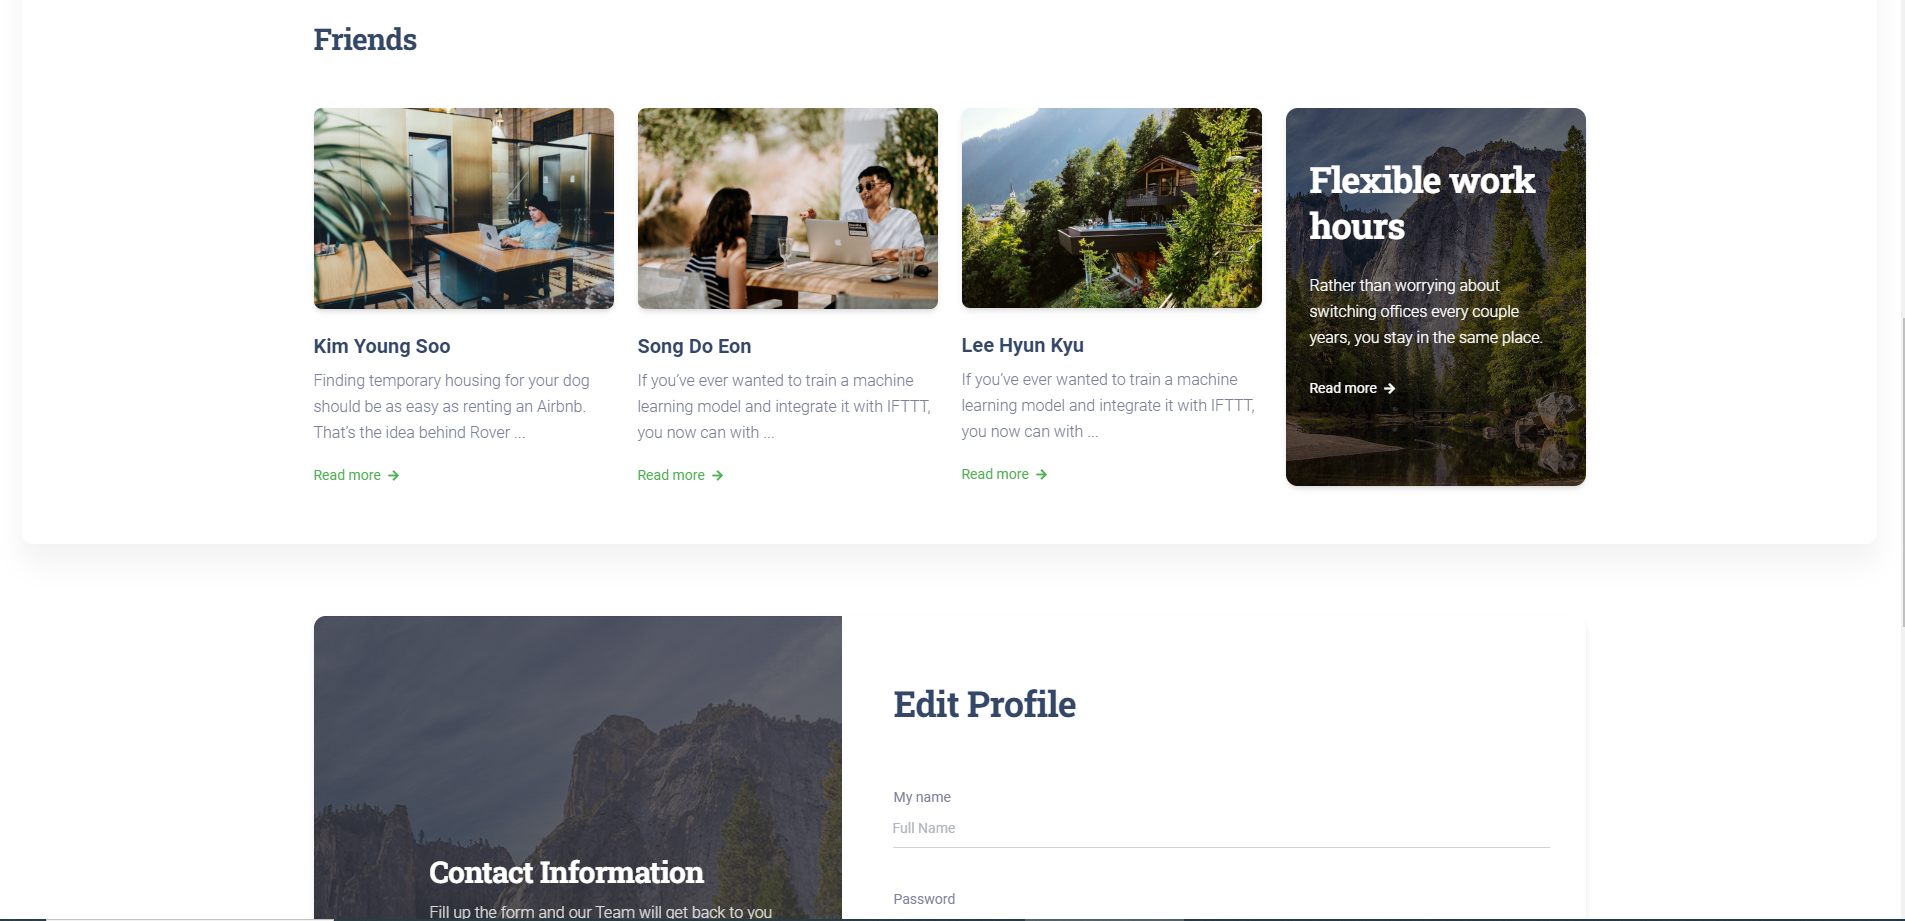 Friends
Kim Young Soo
Finding temporary housing for your dog
should be as easy as renting an Airbnb.
That’s the idea behind Rover ...
Read more
Song Do Eon
If you’ve ever wanted to train a machine
learning model and integrate it with IFTTT,
you now can with ...
Read more
Lee Hyun Kyu
If you’ve ever wanted to train a machine
learning model and integrate it with IFTTT,
you now can with ...
Read more
Flexible work
hours
Rather than worrying about
switching offices every couple
years, you stay in the same place.
Read more
Contact Information
Fill up the form and our Team will get back to you
Edit Profile
My name
Full Name
Password